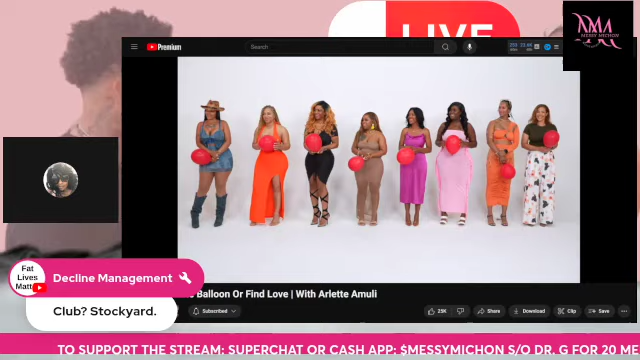 LIVE
MESSY MICHON
Premium
Search
Balloon Or Find Love | With Arlette Amuli
Subscribed
25K
Share
Download
Clip
Save
Fat
Lives
Matt
Decline Management
Club? Stockyard.
TO SUPPORT THE STREAM: SUPERCHAT OR CASH APP: $MESSYMICHON S/O DR. G FOR 20 ME